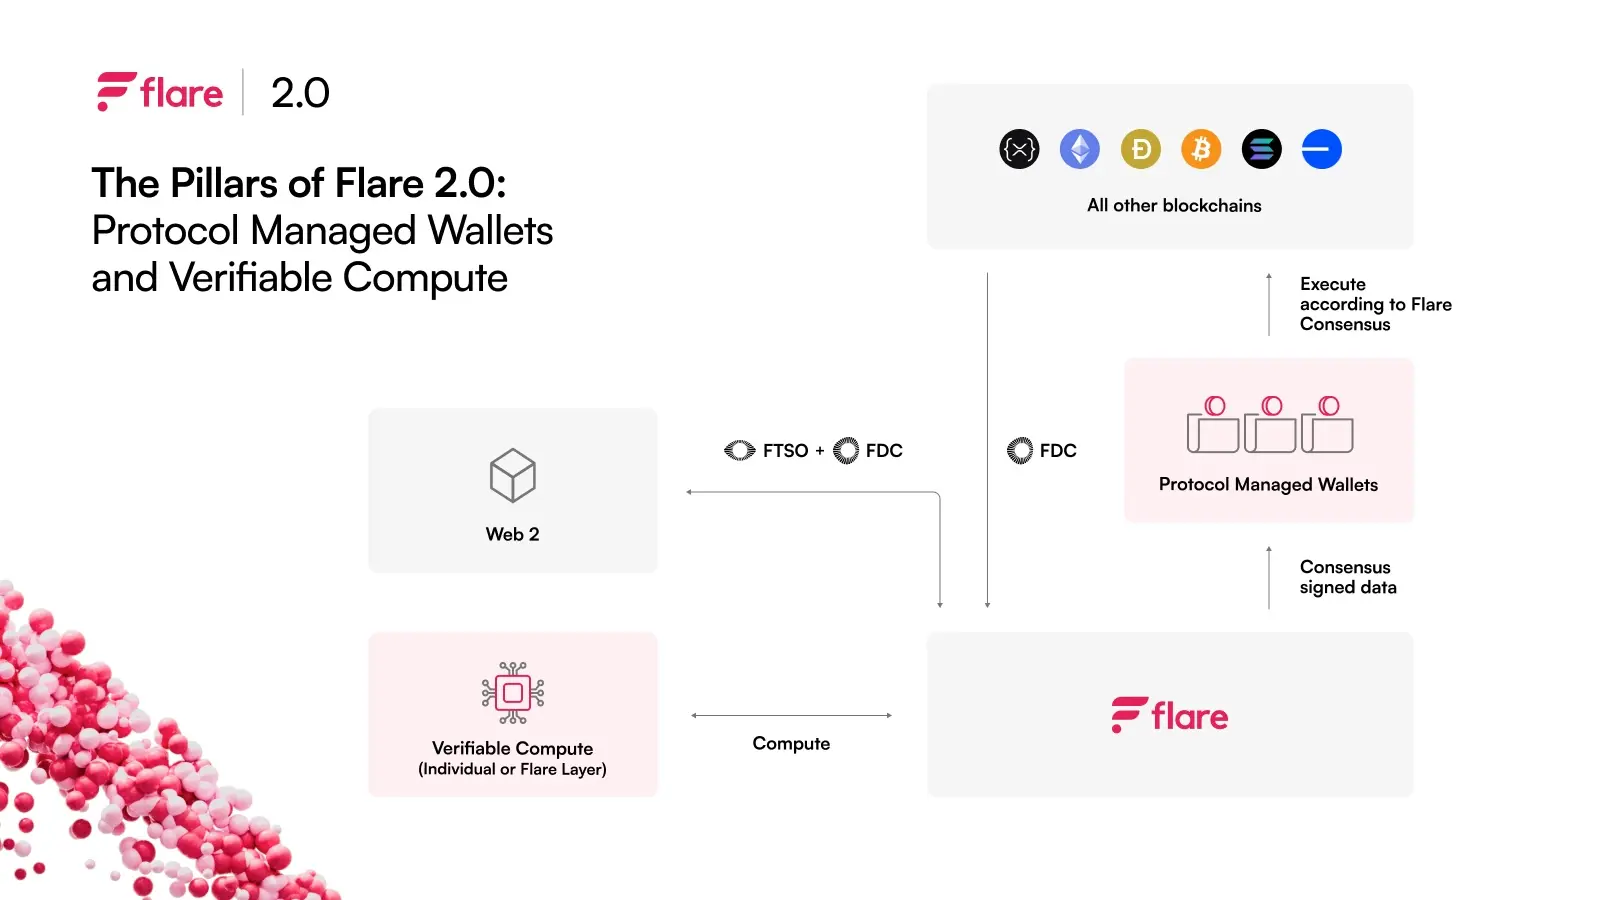 flare | 2.0
The Pillars of Flare 2.0:
Protocol Managed Wallets
and Verifiable Compute
All other blockchains
Execute
according to Flare
Consensus
FTSO + FDC
FDC
Protocol Managed Wallets
Web 2
Consensus
signed data
Verifiable Compute
(Individual or Flare Layer)
Compute
flare